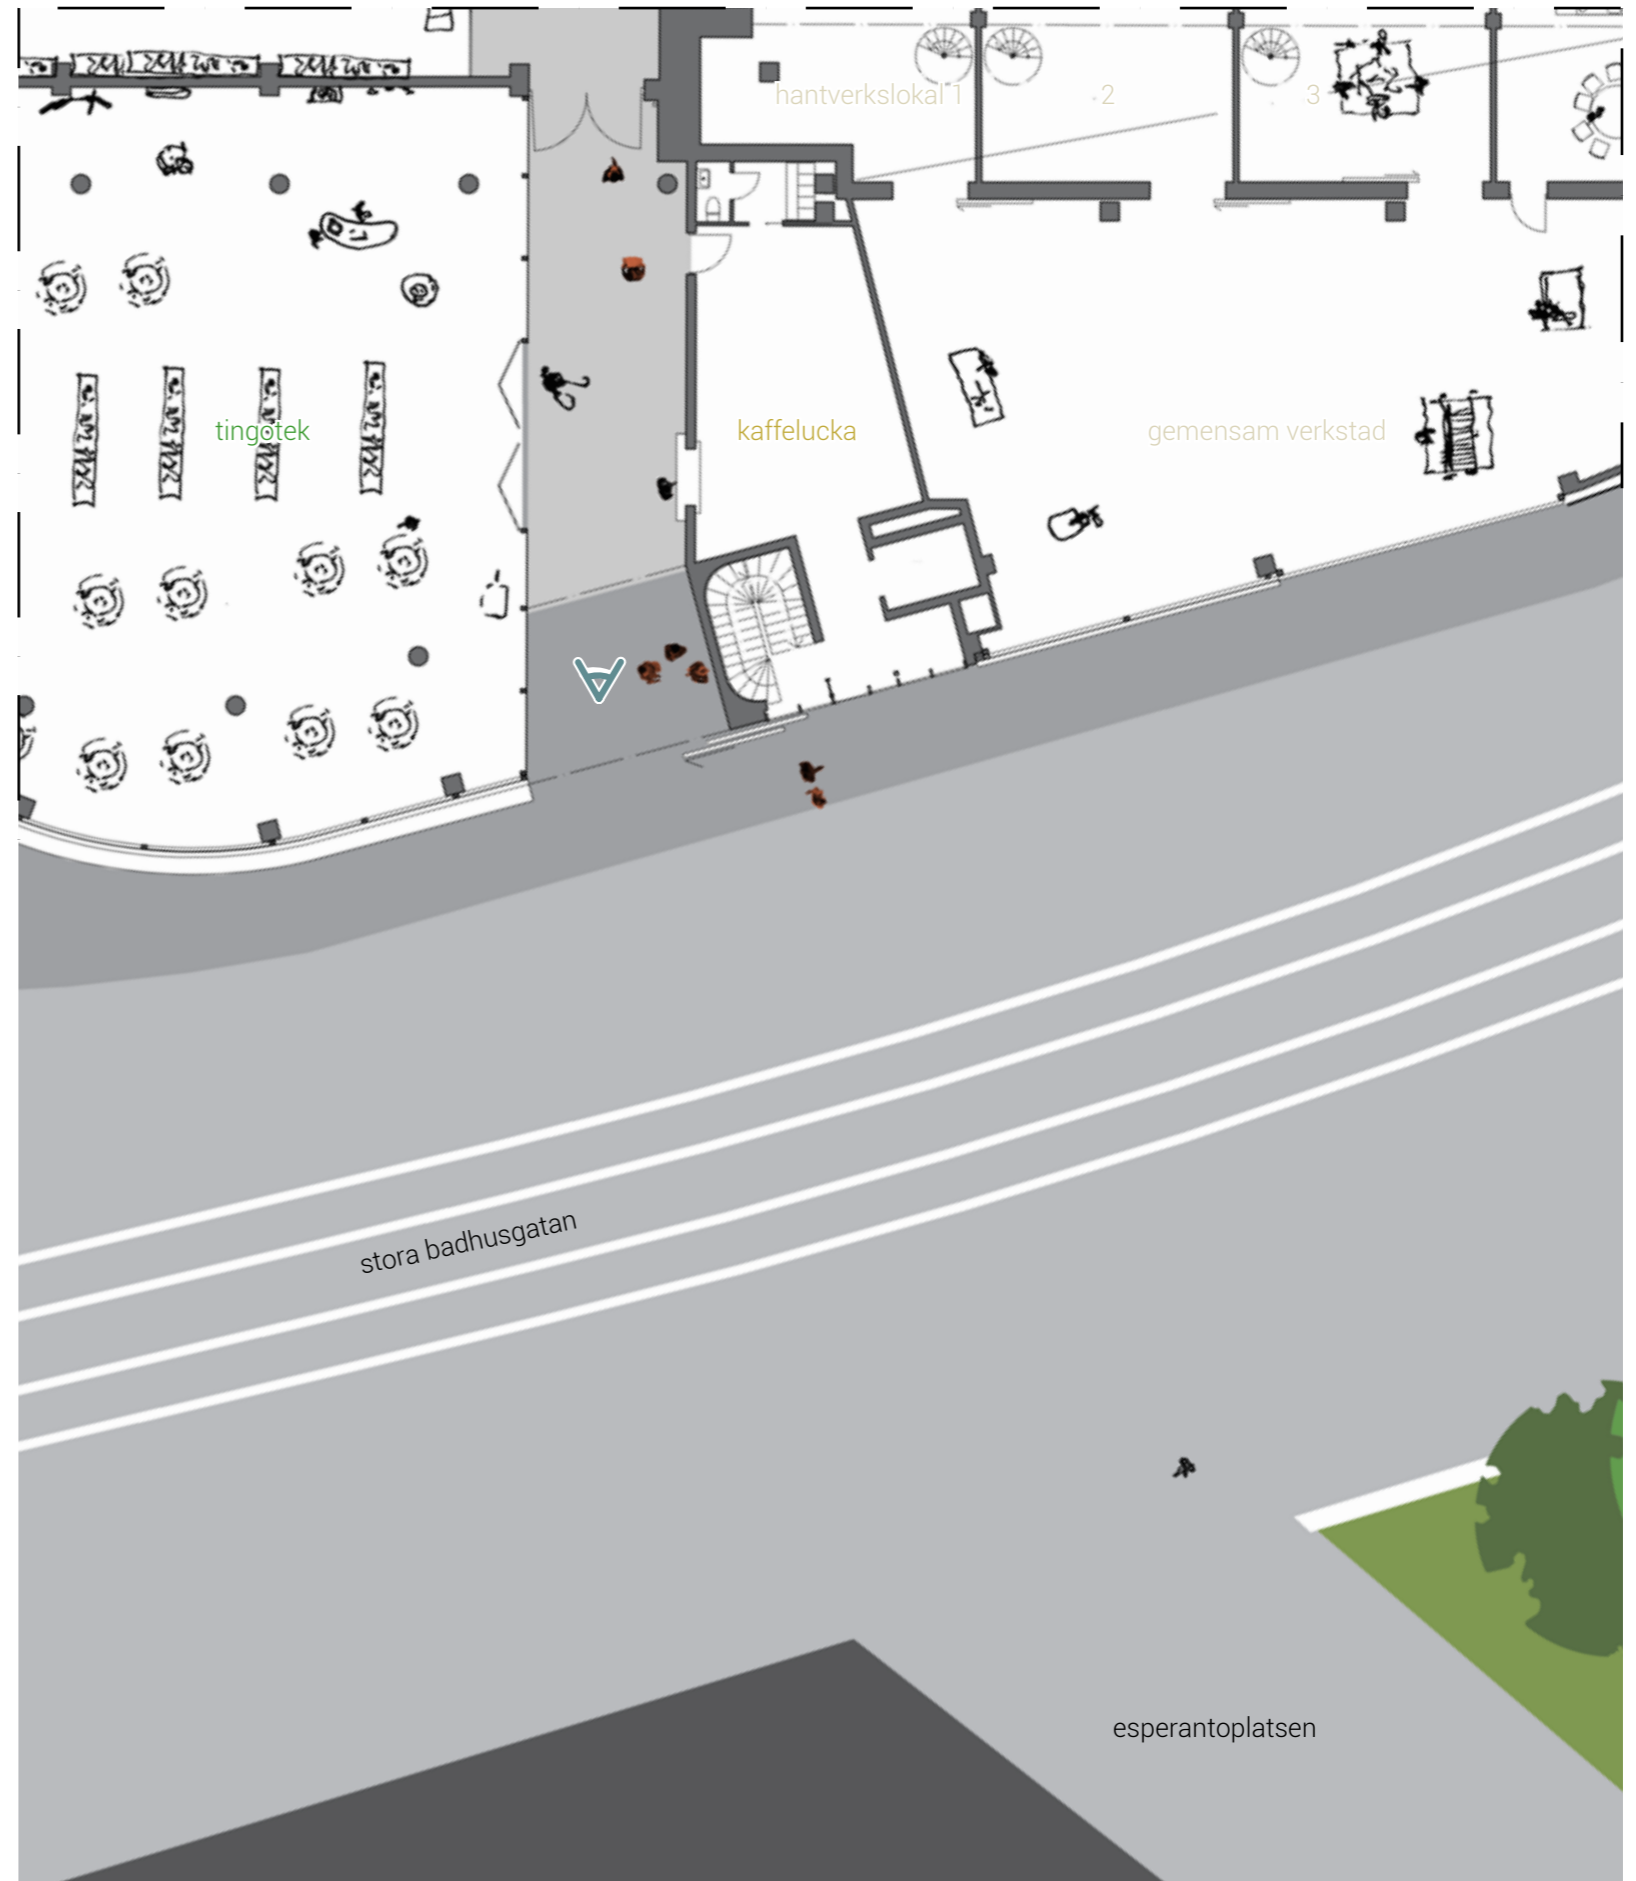 hantverkslokal 1
2
3
tingotek
kaffelucka
gemensam verkstad
stora badhusgatan
esperantoplatsen